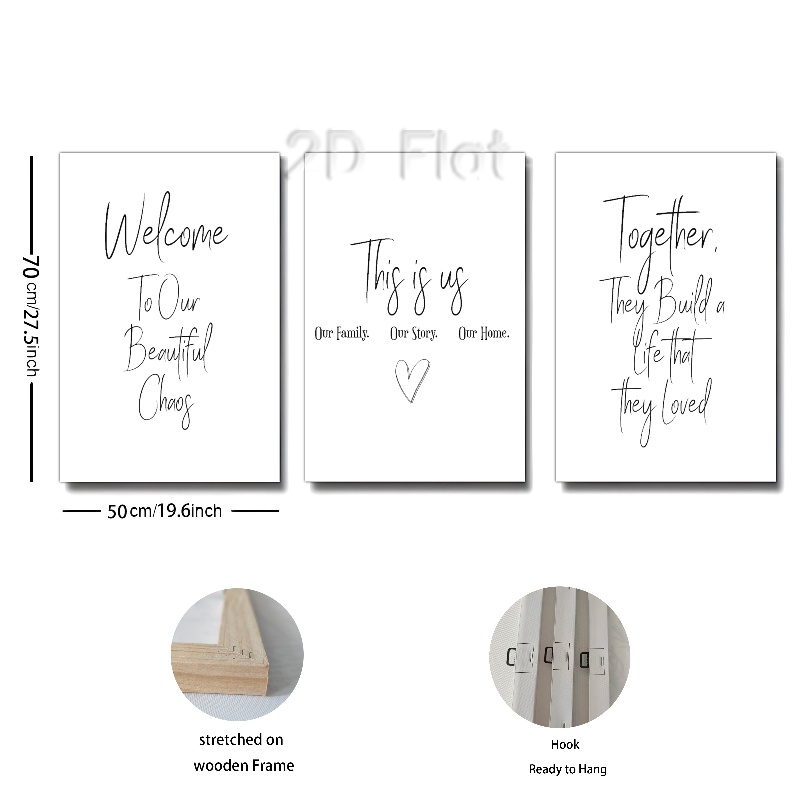 2D Flat
Welcome
To Our
Beautiful
Chaos
This is us
Our Family. Our Story. Our Home.
Together,
They Build a
Life that
they Loved
70 cm/27.5inch
50cm/19.6inch
stretched on
wooden Frame
Hook
Ready to Hang